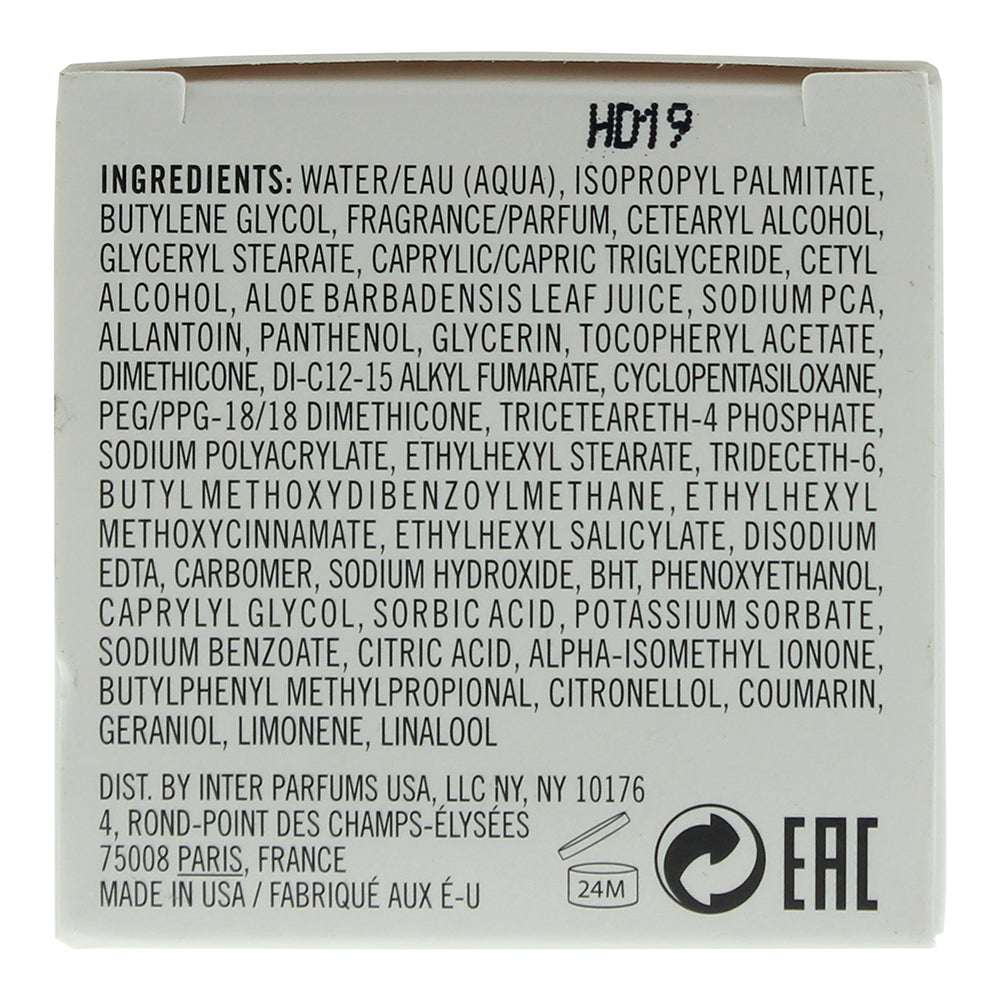 HD19
INGREDIENTS: WATER/EAU (AQUA), ISOPROPYL PALMITATE,
BUTYLENE GLYCOL, FRAGRANCE/PARFUM, CETEARYL ALCOHOL,
GLYCERYL STEARATE, CAPRYLIC/CAPRIC TRIGLYCERIDE, CETYL
ALCOHOL, ALOE BARBADENSIS LEAF JUICE, SODIUM PCA,
ALLANTOIN, PANTHENOL, GLYCERIN, TOCOPHERYL ACETATE,
DIMETHICONE, DI-C12-15 ALKYL FUMARATE, CYCLOPENTASILOXANE,
PEG/PPG-18/18 DIMETHICONE, TRICETEARETH-4 PHOSPHATE,
SODIUM POLYACRYLATE, ETHYLHEXYL STEARATE, TRIDECETH-6,
BUTYL METHOXYDIBENZOYLMETHANE, ETHYLHEXYL
METHOXYCINNAMATE, ETHYLHEXYL SALICYLATE, DISODIUM
EDTA, CARBOMER, SODIUM HYDROXIDE, BHT, PHENOXYETHANOL,
CAPRYLYL GLYCOL, SORBIC ACID, POTASSIUM SORBATE,
SODIUM BENZOATE, CITRIC ACID, ALPHA-ISOMETHYL IONONE,
BUTYLPHENYL METHYLPROPIONAL, CITRONELLOL, COUMARIN,
GERANIOL, LIMONENE, LINALOOL
DIST. BY INTER PARFUMS USA, LLC NY, NY 10176
4, ROND-POINT DES CHAMPS-ÉLYSÉES
75008 PARIS, FRANCE
MADE IN USA / FABRIQUÉ AUX É-U
24M
EAC